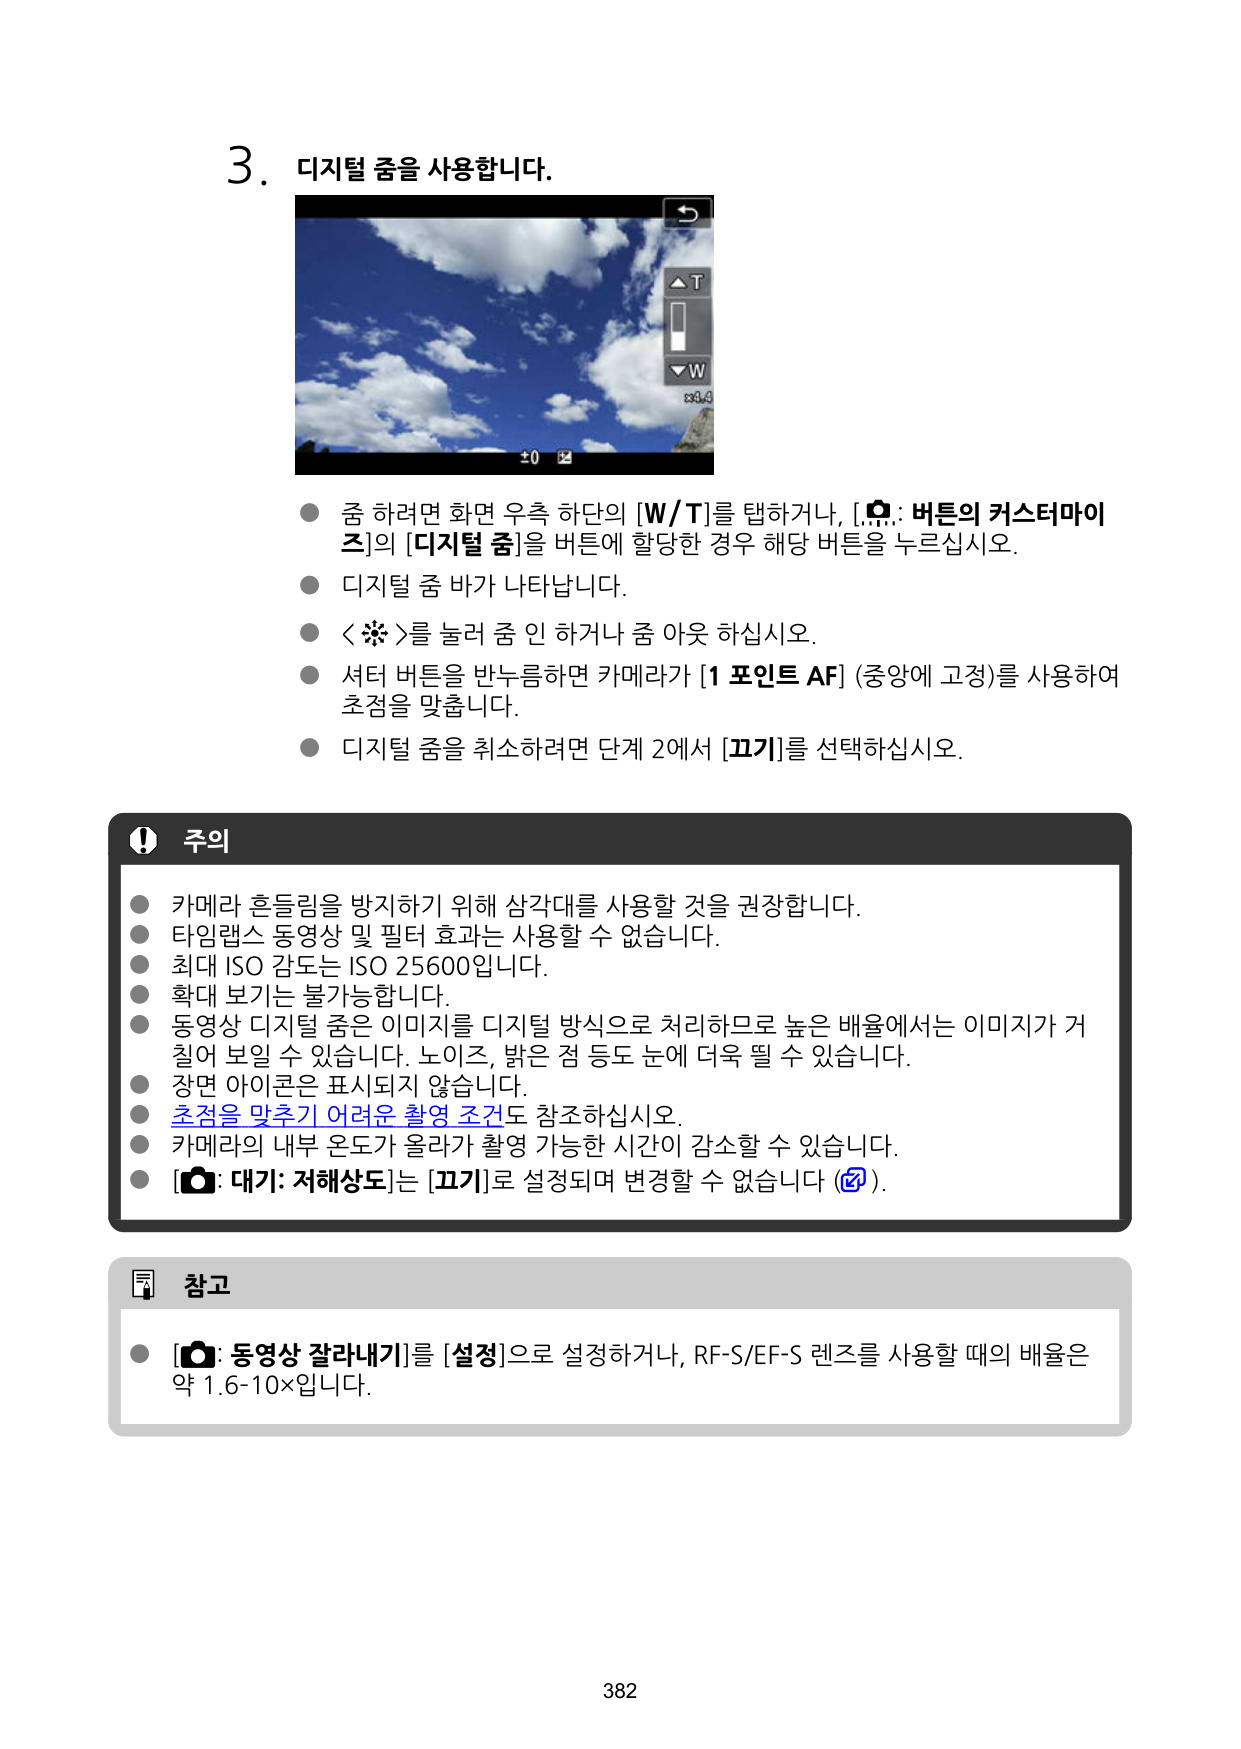 3. 디지털 줌을 사용합니다.
T
W
×4.4
±0
● 줌 하려면 화면 우측 하단의 [W/T]를 탭하거나, [: 버튼의 커스터마이
즈]의 [디지털 줌]을 버튼에 할당한 경우 해당 버튼을 누르십시오.
● 디지털 줌 바가 나타납니다.
● < >를 눌러 줌 인 하거나 줌 아웃 하십시오.
● 셔터 버튼을 반누름하면 카메라가 [1 포인트 AF] (중앙에 고정)를 사용하여
초점을 맞춥니다.
● 디지털 줌을 취소하려면 단계 2에서 [끄기]를 선택하십시오.
주의
● 카메라 흔들림을 방지하기 위해 삼각대를 사용할 것을 권장합니다.
● 타임랩스 동영상 및 필터 효과는 사용할 수 없습니다.
● 최대 ISO 감도는 ISO 25600입니다.
● 확대 보기는 불가능합니다.
● 동영상 디지털 줌은 이미지를 디지털 방식으로 처리하므로 높은 배율에서는 이미지가 거
칠어 보일 수 있습니다. 노이즈, 밝은 점 등도 눈에 더욱 띌 수 있습니다.
● 장면 아이콘은 표시되지 않습니다.
● 초점을 맞추기 어려운 촬영 조건도 참조하십시오.
● 카메라의 내부 온도가 올라가 촬영 가능한 시간이 감소할 수 있습니다.
● [: 대기: 저해상도]는 [끄기]로 설정되며 변경할 수 없습니다 ().
참고
● [: 동영상 잘라내기]를 [설정]으로 설정하거나, RF-S/EF-S 렌즈를 사용할 때의 배율은
약 1.6-10×입니다.
382